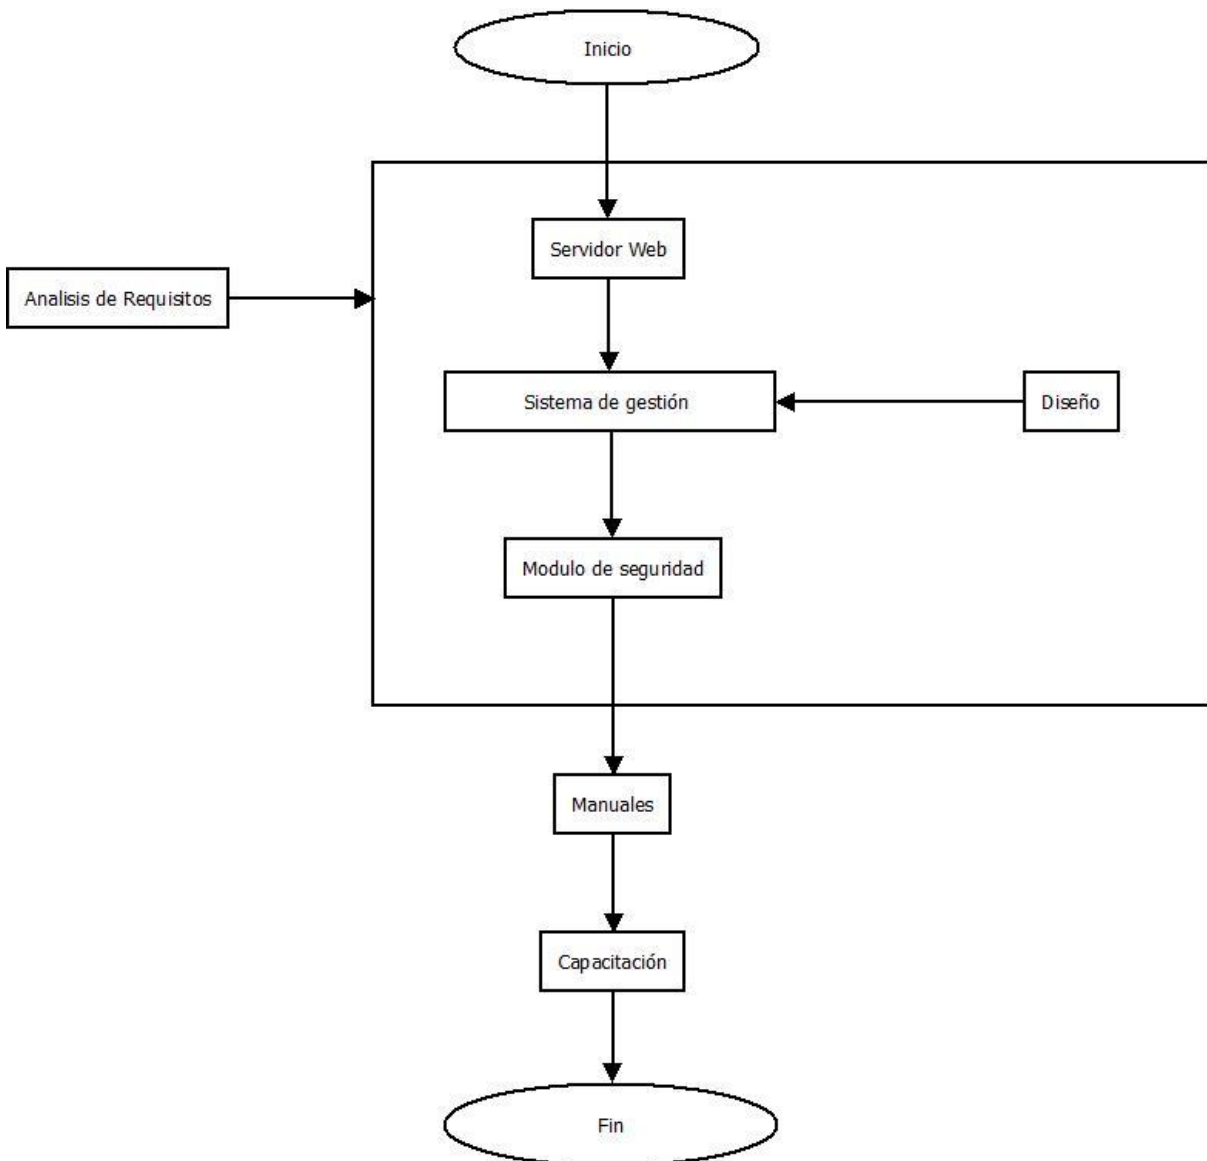 Inicio
Servidor Web
Analisis de Requisitos
Sistema de gestión
Diseño
Modulo de seguridad
Manuales
Capacitación
Fin